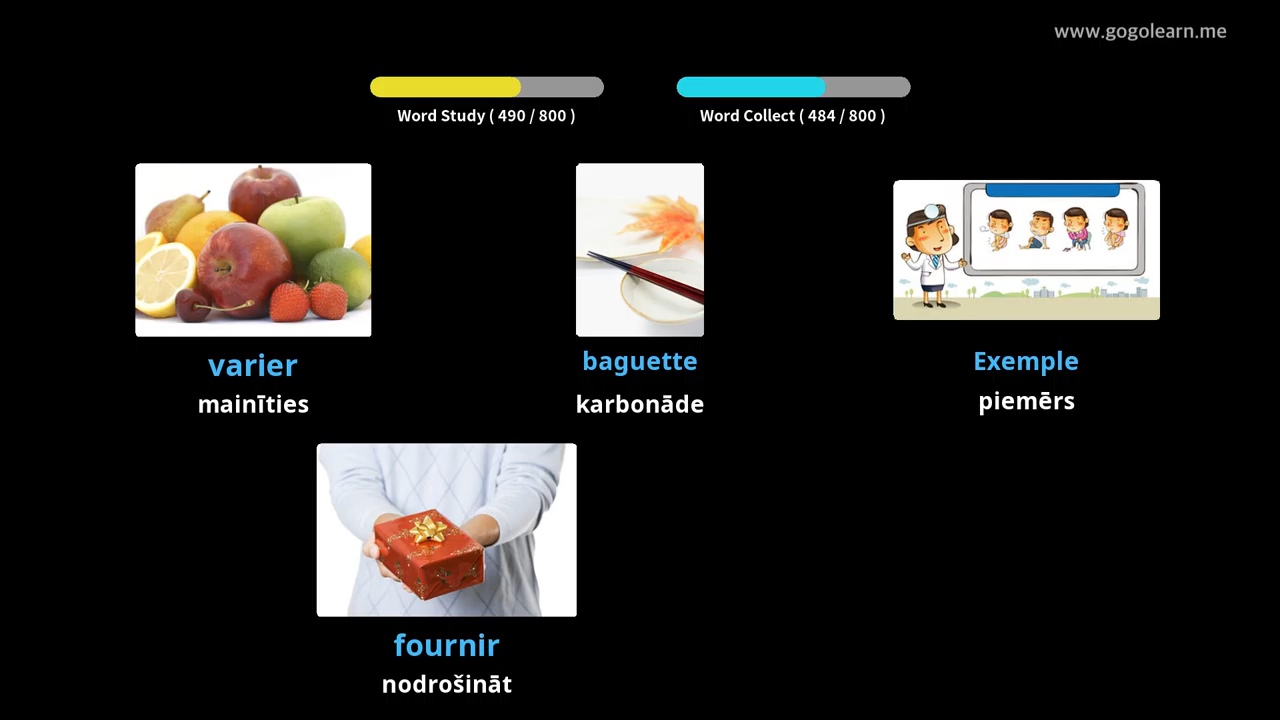 www.gogolearn.me
Word Study ( 490 / 800 )
Word Collect ( 484 / 800 )
varier
mainīties
baguette
karbonāde
Exemple
piemērs
fournir
nodrošināt